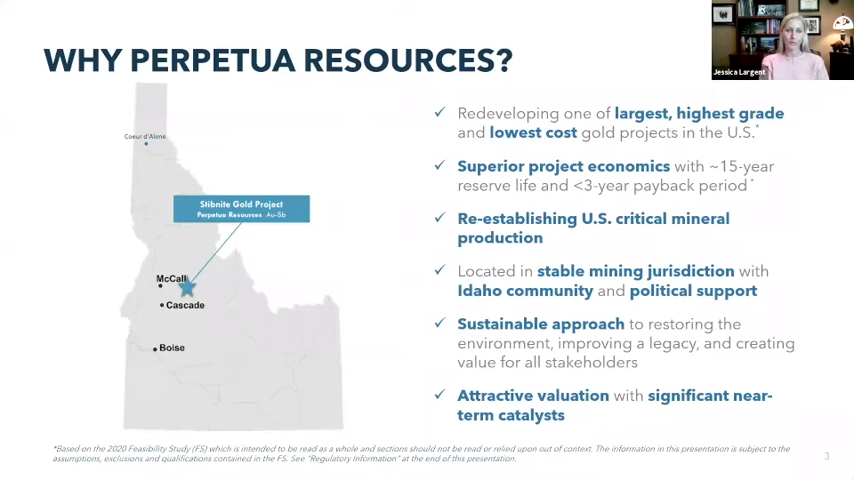 WHY PERPETUA RESOURCES?
Jessica Largent
Coeur d'Alene
Stibnite Gold Project
Perpetua Resources Au-Sb
McCall
Cascade
Boise
✓ Redeveloping one of largest, highest grade
and lowest cost gold projects in the U.S.*
✓ Superior project economics with ~15-year
reserve life and <3-year payback period*
✓ Re-establishing U.S. critical mineral
production
✓ Located in stable mining jurisdiction with
Idaho community and political support
✓ Sustainable approach to restoring the
environment, improving a legacy, and creating
value for all stakeholders
✓ Attractive valuation with significant near-
term catalysts
*Based on the 2020 Feasibility Study (FS) which is intended to be read as a whole and sections should not be read or relied upon out of context. The information in this presentation is subject to the
assumptions, exclusions and qualifications contained in the FS. See "Regulatory Information" at the end of this presentation.
3